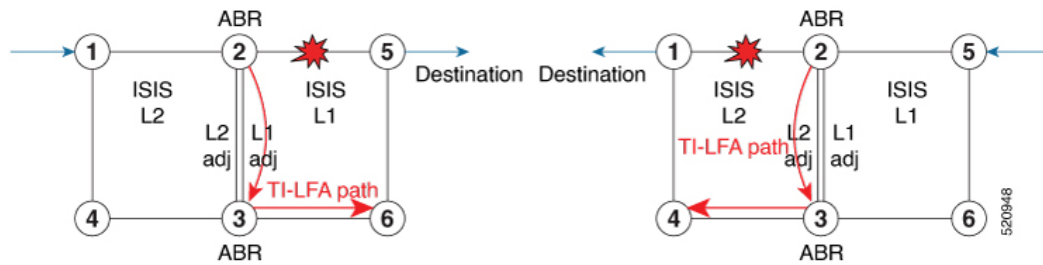 ABR
1
2
5
Destination
ISIS
L2
ISIS
L1
L2
adj
L1
adj
TI-LFA path
4
3
6
ABR
ABR
1
2
5
Destination
ISIS
L2
ISIS
L1
L2
adj
L1
adj
TI-LFA path
4
3
6
ABR
520948